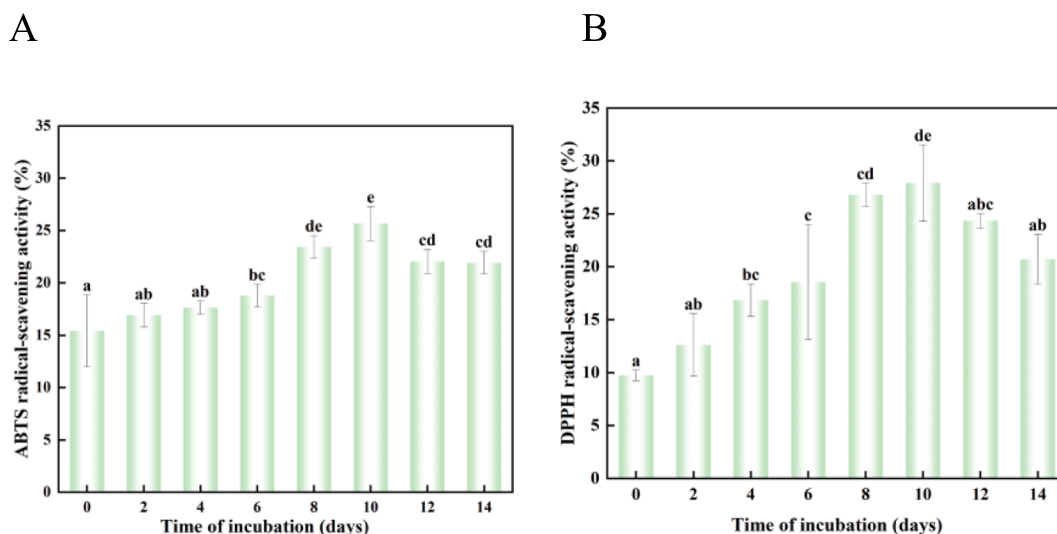 A
B
ABTS radical-scavening activity (%)
35
30
25
20
15
10
5
0
a
ab
ab
bc
de
e
cd
cd
0 2 4 6 8 10 12 14
Time of incubation (days)
DPPH radical-scavening activity (%)
35
30
25
20
15
10
5
0
a
ab
bc
c
cd
de
abc
ab
0 2 4 6 8 10 12 14
Time of incubation (days)